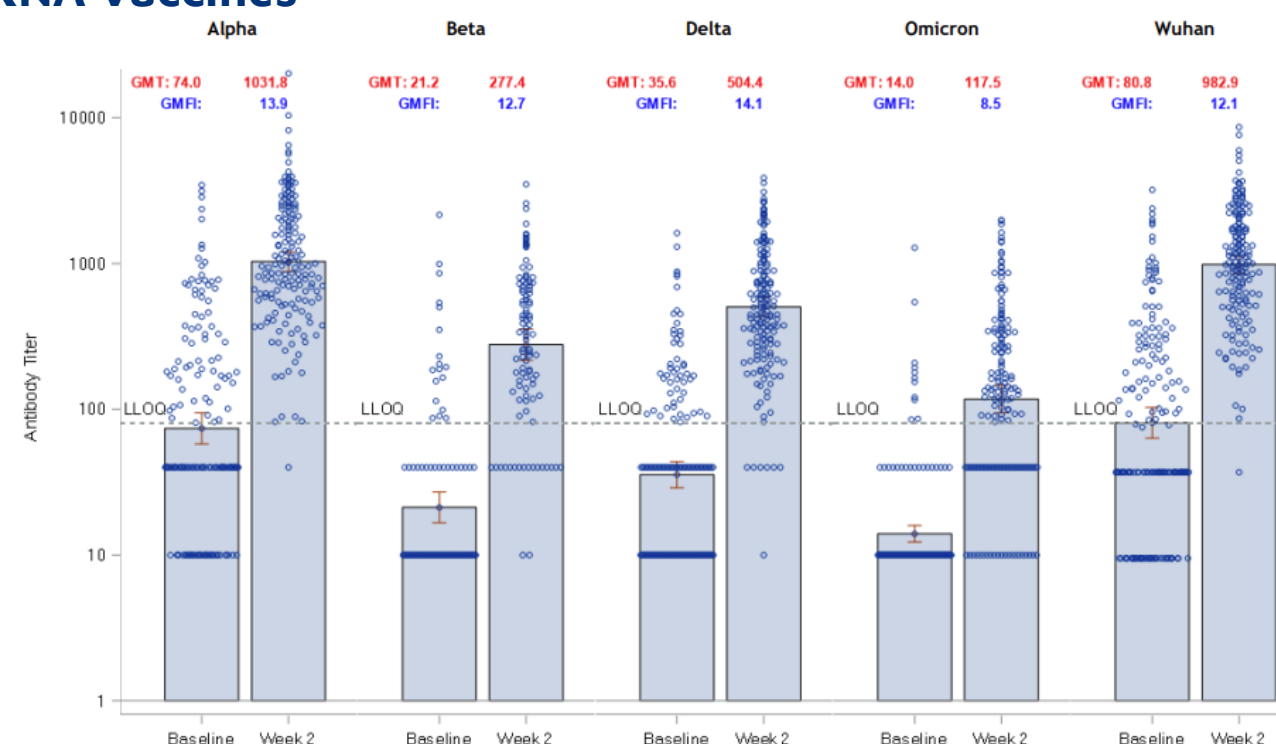 RNA Vaccines
Alpha Beta Delta Omicron Wuhan
GMT: 74.0 1031.8 GMT: 21.2 277.4 GMT: 35.6 504.4 GMT: 14.0 117.5 GMT: 80.8 982.9
GMFI: 13.9 GMFI: 12.7 GMFI: 14.1 GMFI: 8.5 GMFI: 12.1
10000
1000
Antibody Titer
100
LLOQ LLOQ LLOQ LLOQ LLOQ
10
1
Baseline Week 2 Baseline Week 2 Baseline Week 2 Baseline Week 2 Baseline Week 2